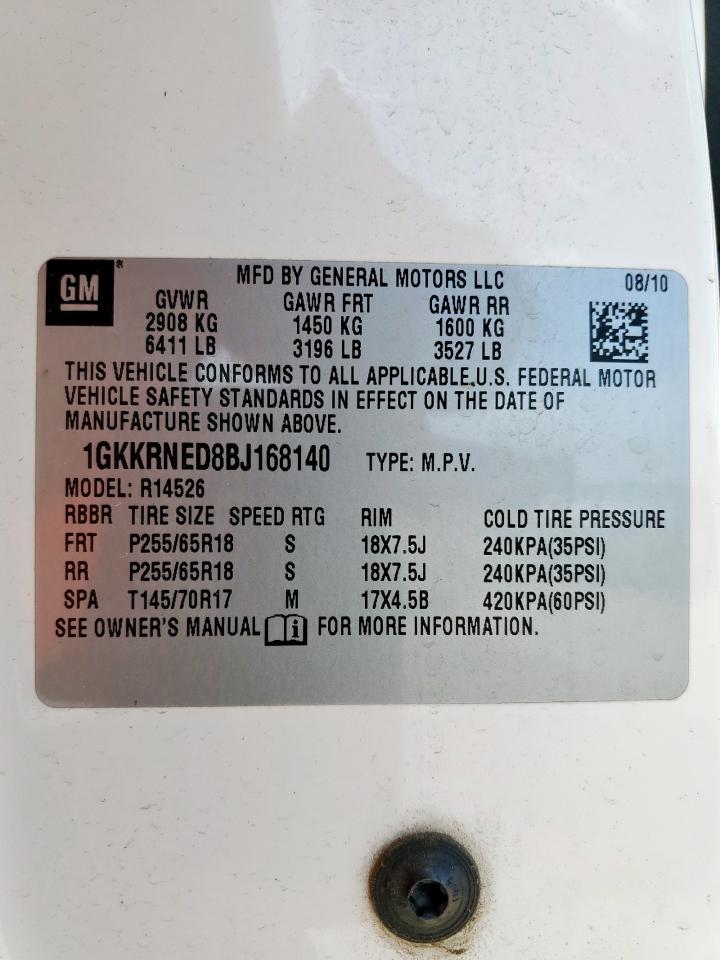 GM® MFD BY GENERAL MOTORS LLC 08/10
GVWR GAWR FRT GAWR RR
2908 KG 1450 KG 1600 KG
6411 LB 3196 LB 3527 LB
THIS VEHICLE CONFORMS TO ALL APPLICABLE U.S. FEDERAL MOTOR
VEHICLE SAFETY STANDARDS IN EFFECT ON THE DATE OF
MANUFACTURE SHOWN ABOVE.
1GKKRNED8BJ168140 TYPE: M.P.V.
MODEL: R14526
RBBR TIRE SIZE SPEED RTG RIM COLD TIRE PRESSURE
FRT P255/65R18 S 18X7.5J 240KPA(35PSI)
RR P255/65R18 S 18X7.5J 240KPA(35PSI)
SPA T145/70R17 M 17X4.5B 420KPA(60PSI)
SEE OWNER'S MANUAL i FOR MORE INFORMATION.